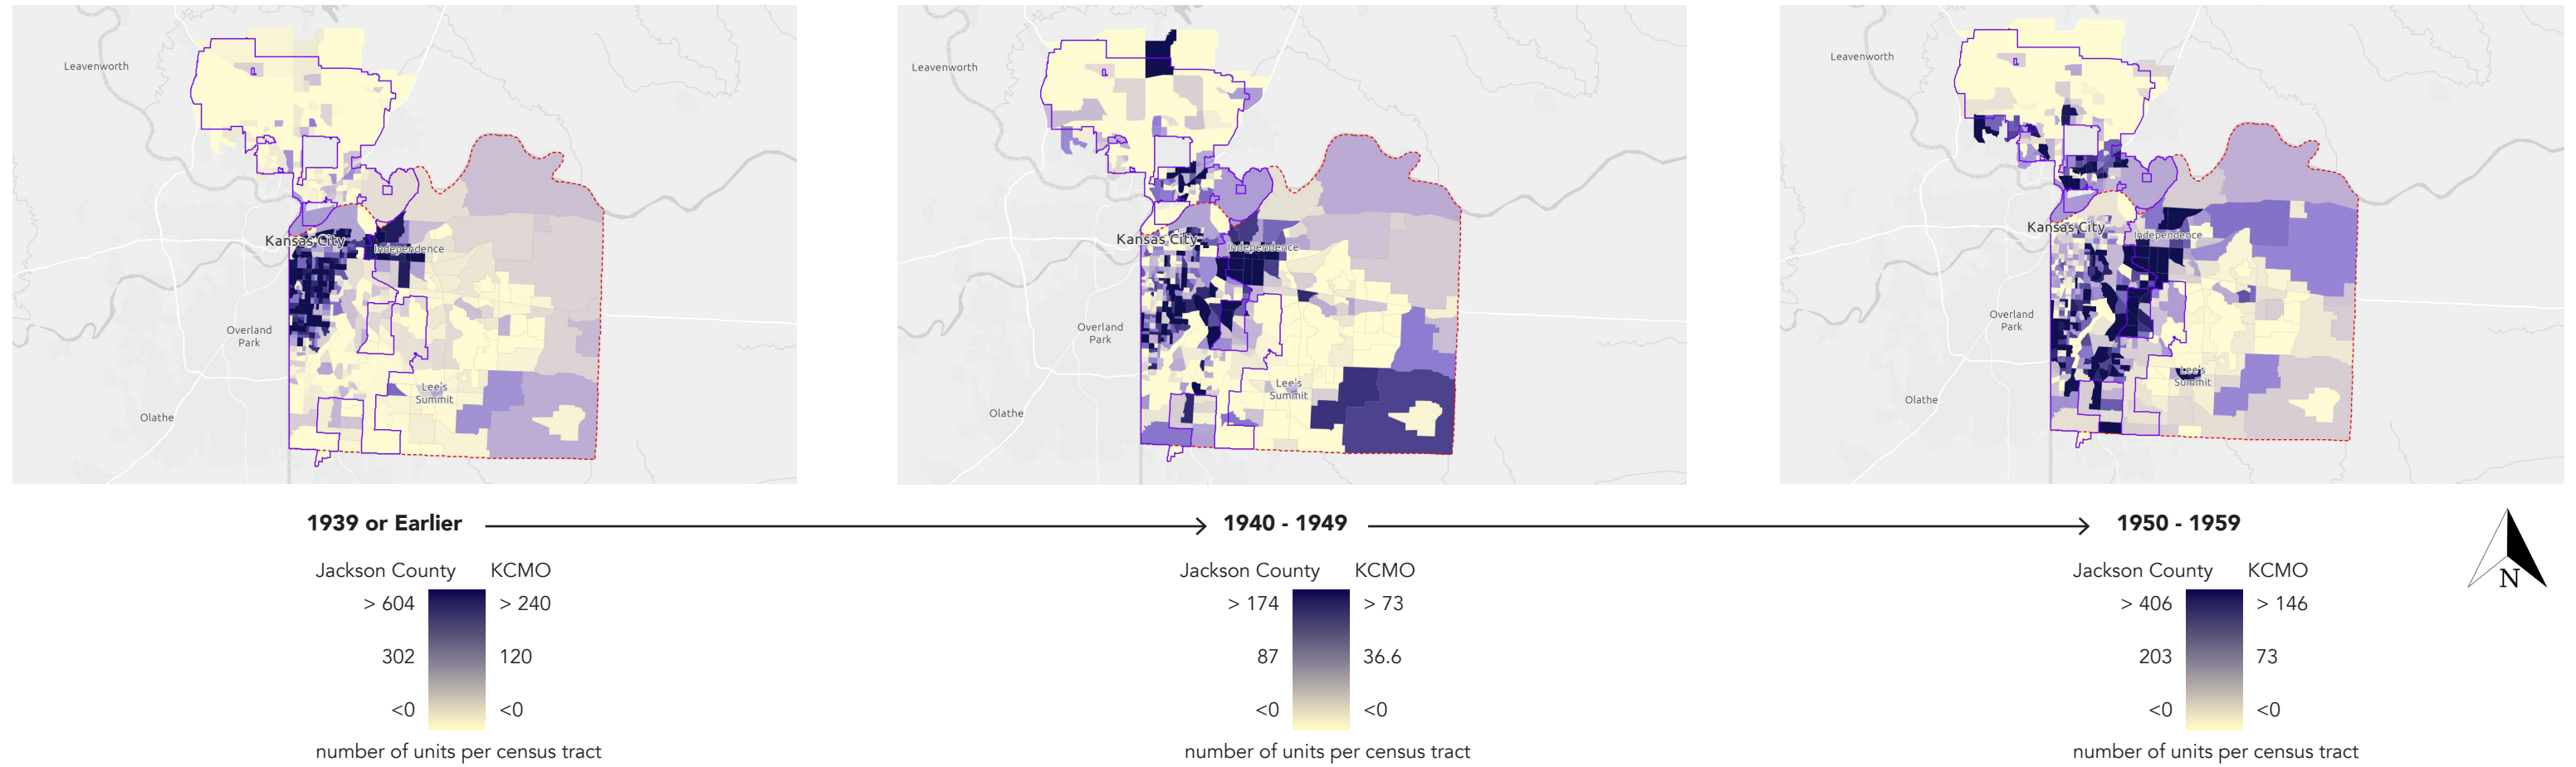 Leavenworth
Kansas City
Independence
Overland
Park
Lee's
Summit
Olathe
Leavenworth
Kansas City
Independence
Overland
Park
Lee's
Summit
Olathe
Leavenworth
Kansas City
Independence
Overland
Park
Lee's
Summit
Olathe
1939 or Earlier
1940 - 1949
1950 - 1959
N
Jackson County KCMO
> 604 > 240
302 120
<0 <0
number of units per census tract
Jackson County KCMO
> 174 > 73
87 36.6
<0 <0
number of units per census tract
Jackson County KCMO
> 406 > 146
203 73
<0 <0
number of units per census tract